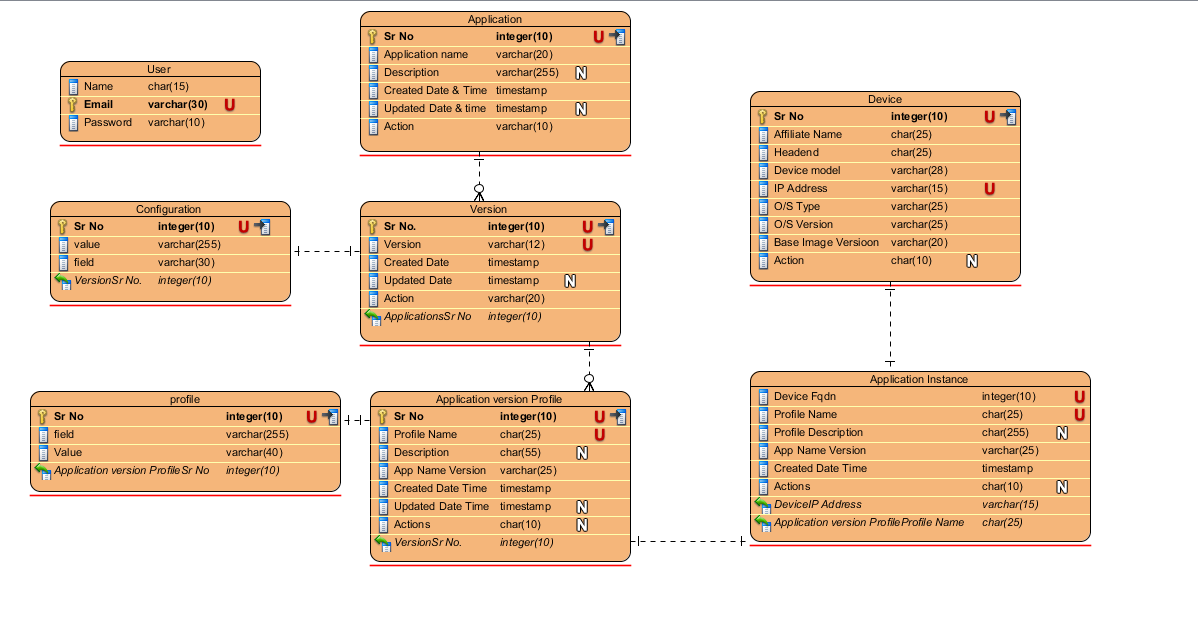 Application
Sr No integer(10) U
Application name varchar(20)
Description varchar(255) N
Created Date & Time timestamp
Updated Date & time timestamp N
Action varchar(10)
User
Name char(15)
Email varchar(30) U
Password varchar(10)
Device
Sr No integer(10) U
Affiliate Name char(25)
Headend char(25)
Device model varchar(28)
IP Address varchar(15) U
O/S Type varchar(25)
O/S Version varchar(25)
Base Image Versioon varchar(20)
Action char(10) N
Configuration
Sr No integer(10) U
value varchar(255)
field varchar(30)
VersionSr No. integer(10)
Version
Sr No. integer(10) U
Version varchar(12) U
Created Date timestamp
Updated Date timestamp N
Action varchar(20)
ApplicationsSr No integer(10)
profile
Sr No integer(10) U
field varchar(255)
Value varchar(40)
Application version ProfileSr No integer(10)
Application version Profile
Sr No integer(10) U
Profile Name char(25) U
Description char(55) N
App Name Version varchar(25)
Created Date Time timestamp
Updated Date Time timestamp N
Actions char(10) N
VersionSr No. integer(10)
Application Instance
Device Fqdn integer(10) U
Profile Name char(25) U
Profile Description char(255) N
App Name Version varchar(25)
Created Date Time timestamp
Actions char(10) N
DeviceIP Address varchar(15)
Application version ProfileProfile Name char(25)